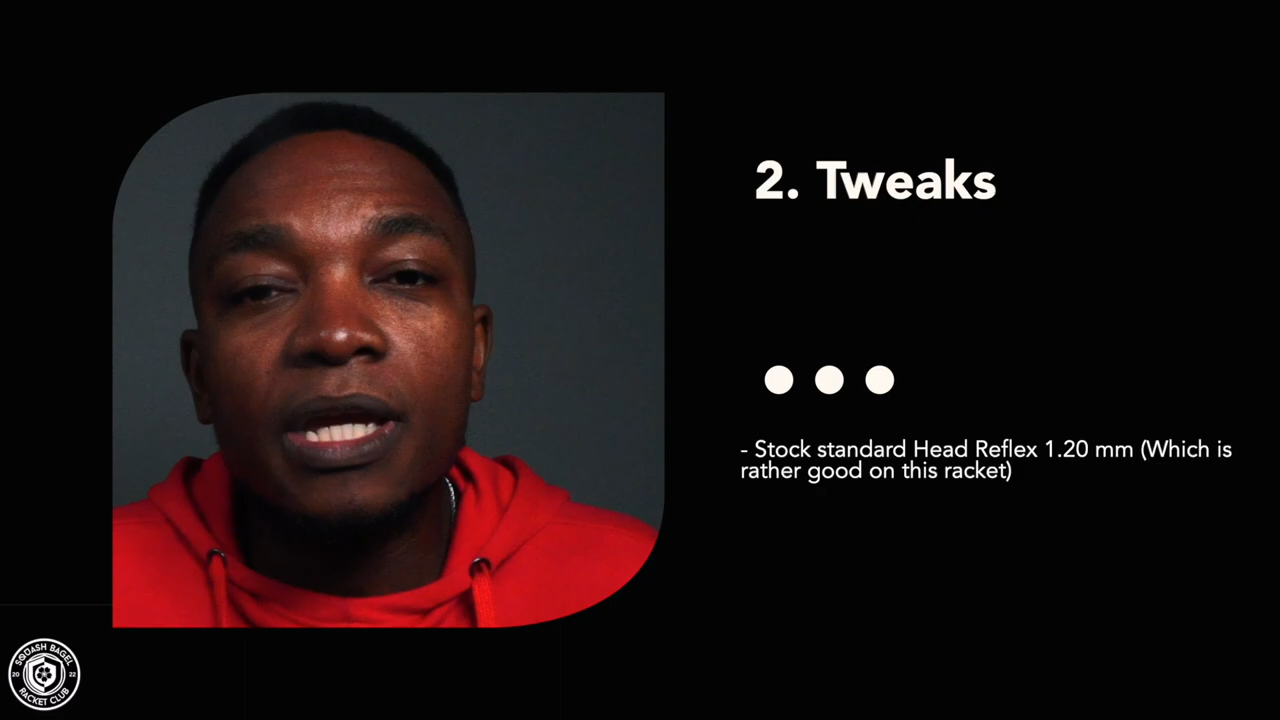 2. Tweaks
- Stock standard Head Reflex 1.20 mm (Which is
rather good on this racket)
SQUASH BAGEL
20 22
RACKET CLUB